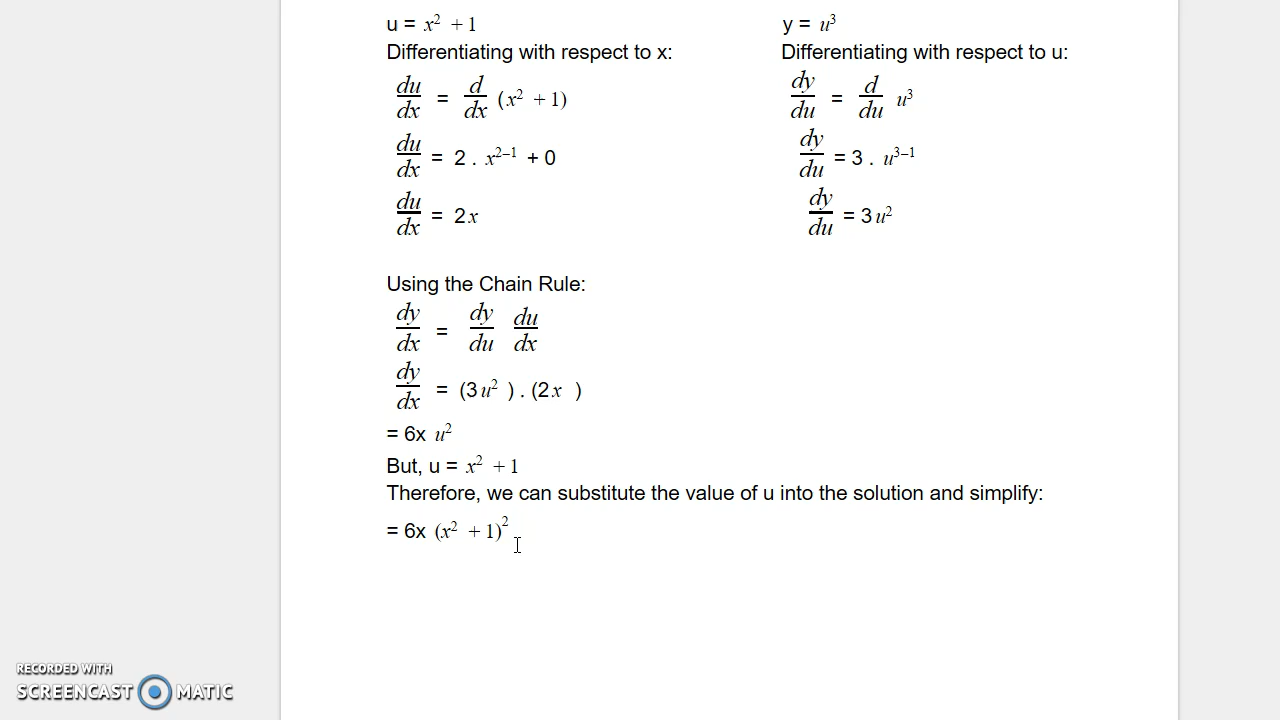 u = x² + 1
Differentiating with respect to x:
du/dx = d/dx (x² + 1)
du/dx = 2 . x²⁻¹ + 0
du/dx = 2x
y = u³
Differentiating with respect to u:
dy/du = d/du u³
dy/du = 3 . u³⁻¹
dy/du = 3u²
Using the Chain Rule:
dy/dx = dy/du du/dx
dy/dx = (3u² ) . (2x )
= 6x u²
But, u = x² + 1
Therefore, we can substitute the value of u into the solution and simplify:
= 6x (x² + 1)²
RECORDED WITH
SCREENCAST MATIC